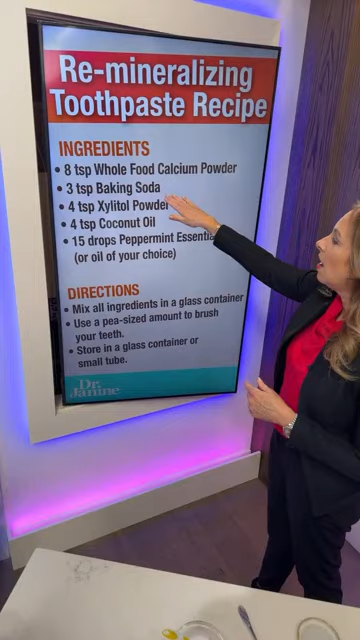 Re-mineralizing
Toothpaste Recipe
INGREDIENTS
• 8 tsp Whole Food Calcium Powder
• 3 tsp Baking Soda
• 4 tsp Xylitol Powder
• 4 tsp Coconut Oil
• 15 drops Peppermint Essentia
(or oil of your choice)
DIRECTIONS
• Mix all ingredients in a glass container
• Use a pea-sized amount to brush
your teeth.
• Store in a glass container or
small tube.
Dr.
Janine